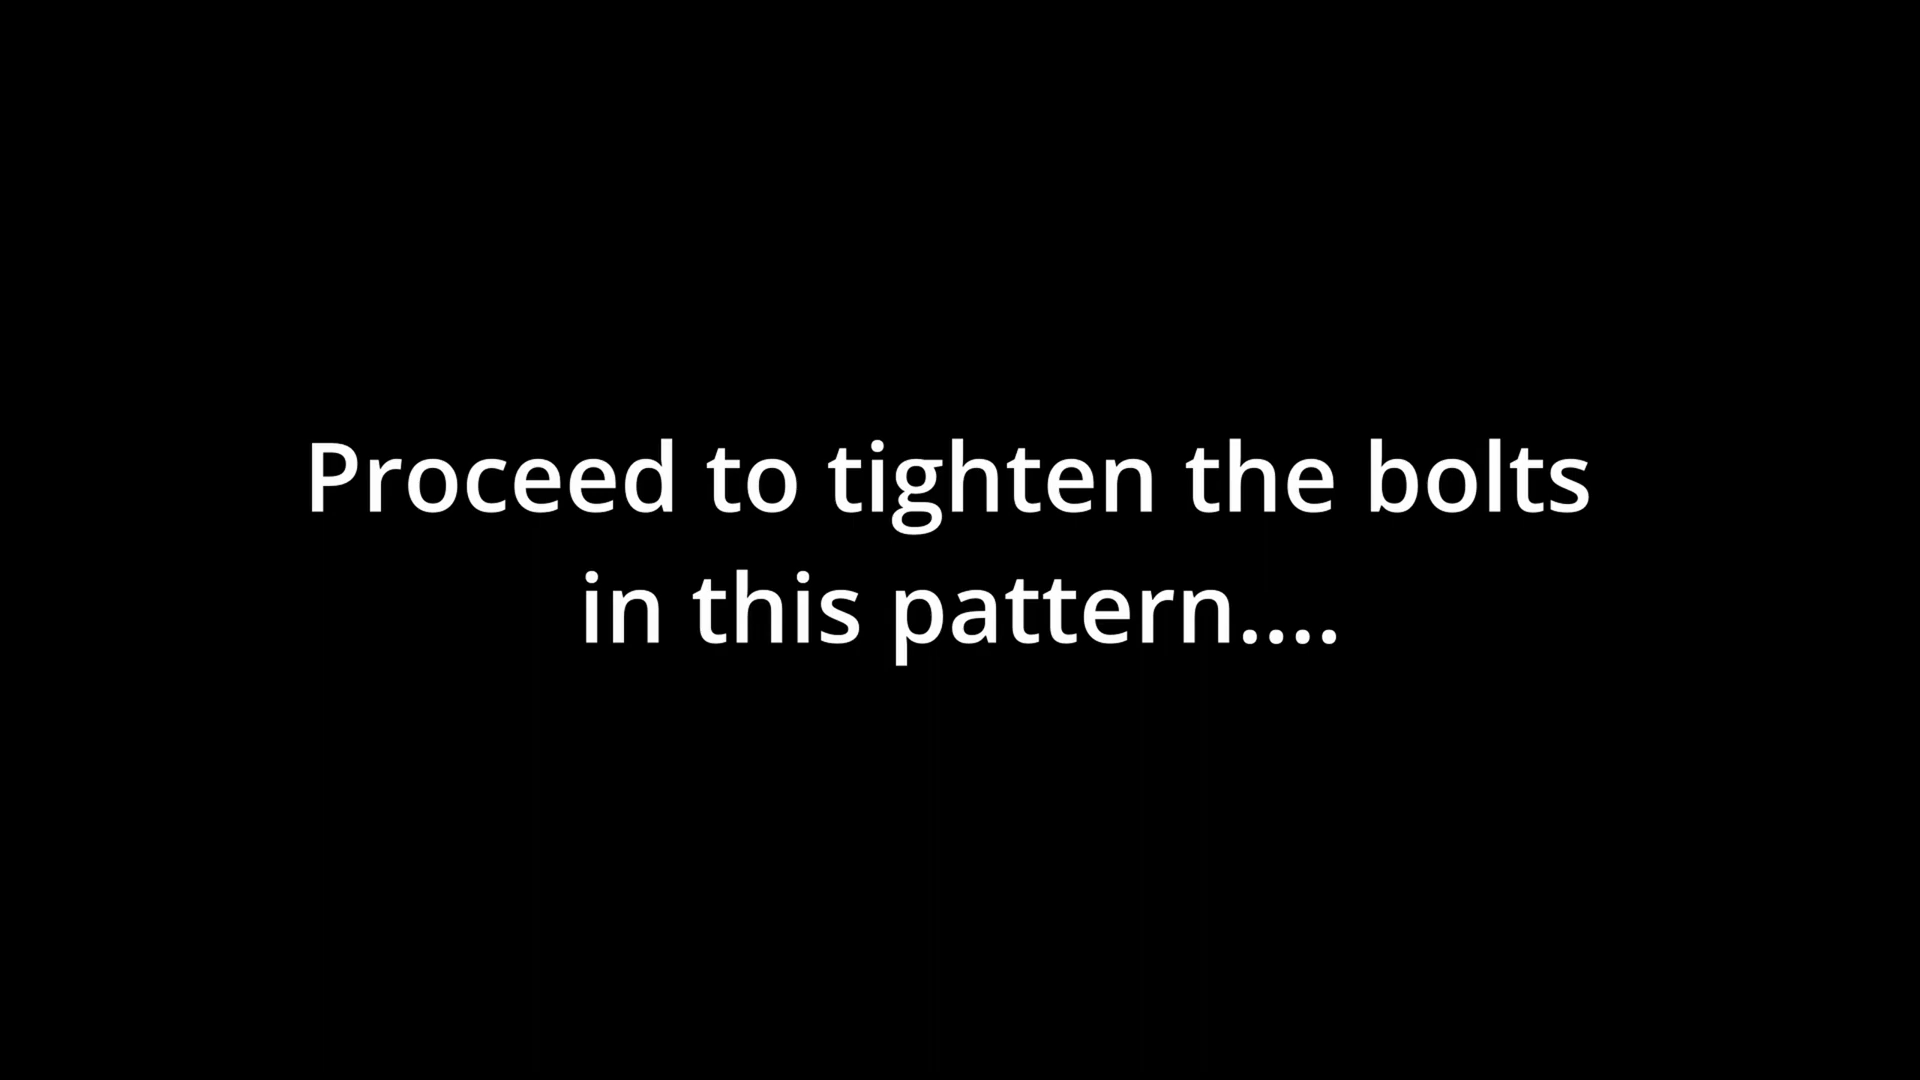 Proceed to tighten the bolts
in this pattern....